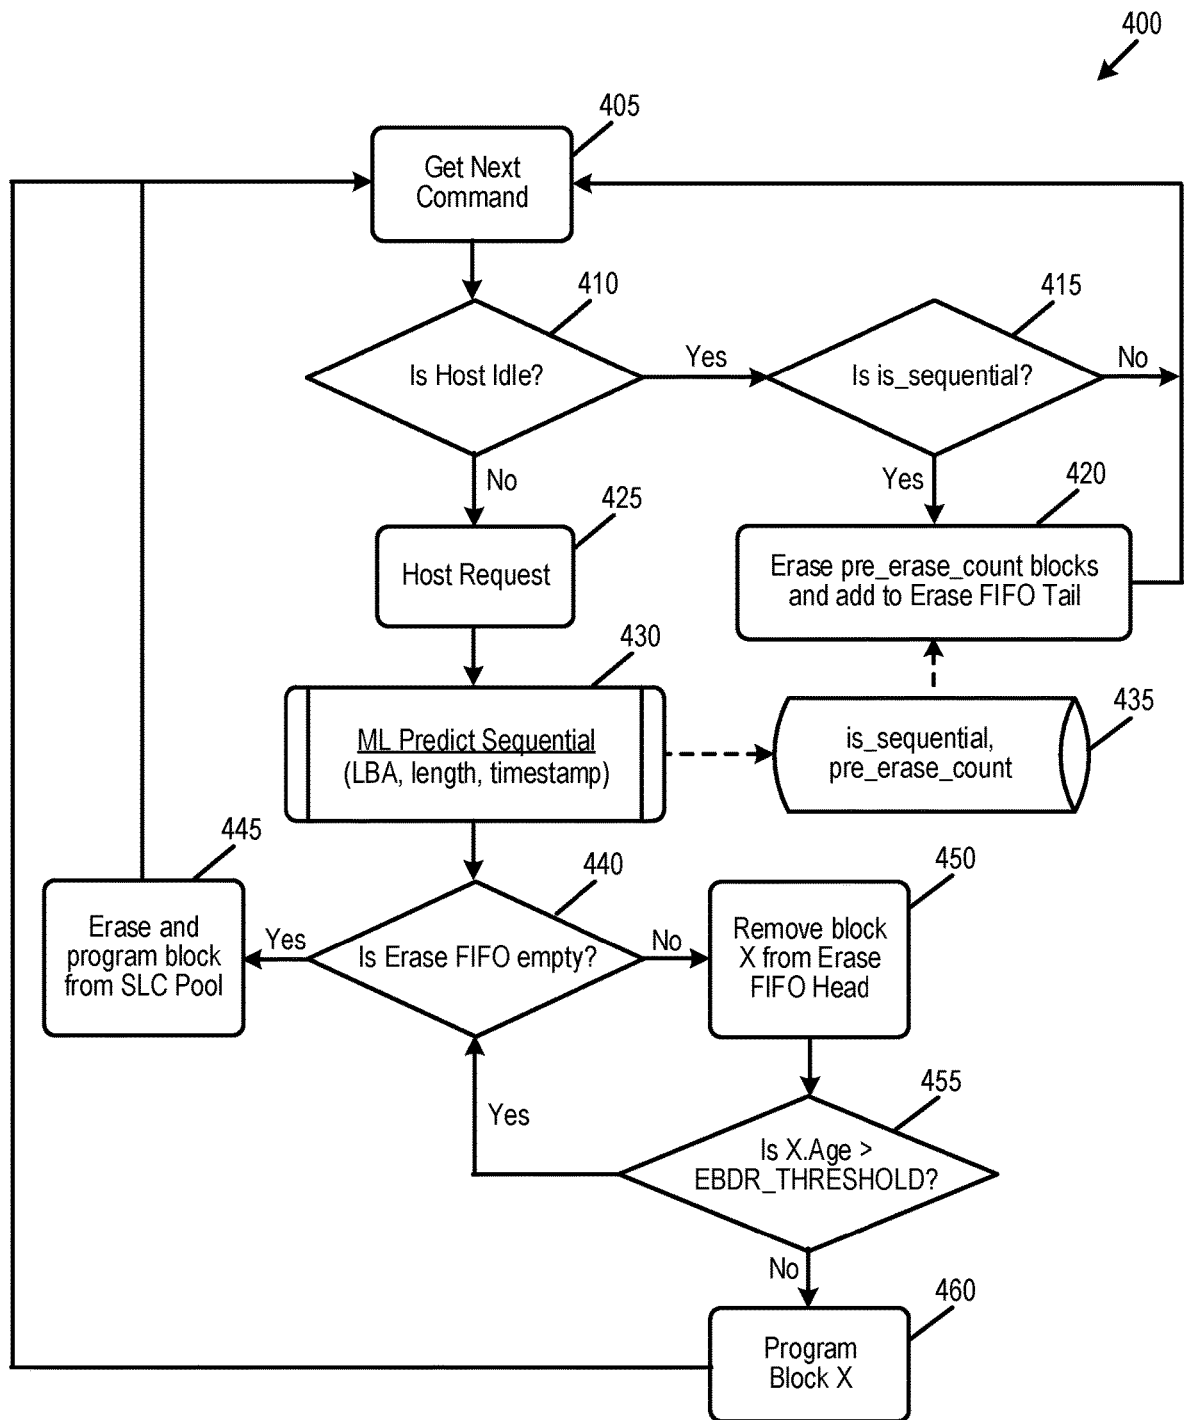 400
405
Get Next
Command
410
Is Host Idle?
Yes
415
Is is_sequential?
No
No
Yes
425
Host Request
420
Erase pre_erase_count blocks
and add to Erase FIFO Tail
430
ML Predict Sequential
(LBA, length, timestamp)
435
is_sequential,
pre_erase_count
445
Erase and
program block
from SLC Pool
Yes
440
Is Erase FIFO empty?
No
450
Remove block
X from Erase
FIFO Head
Yes
455
Is X.Age >
EBDR_THRESHOLD?
No
460
Program
Block X